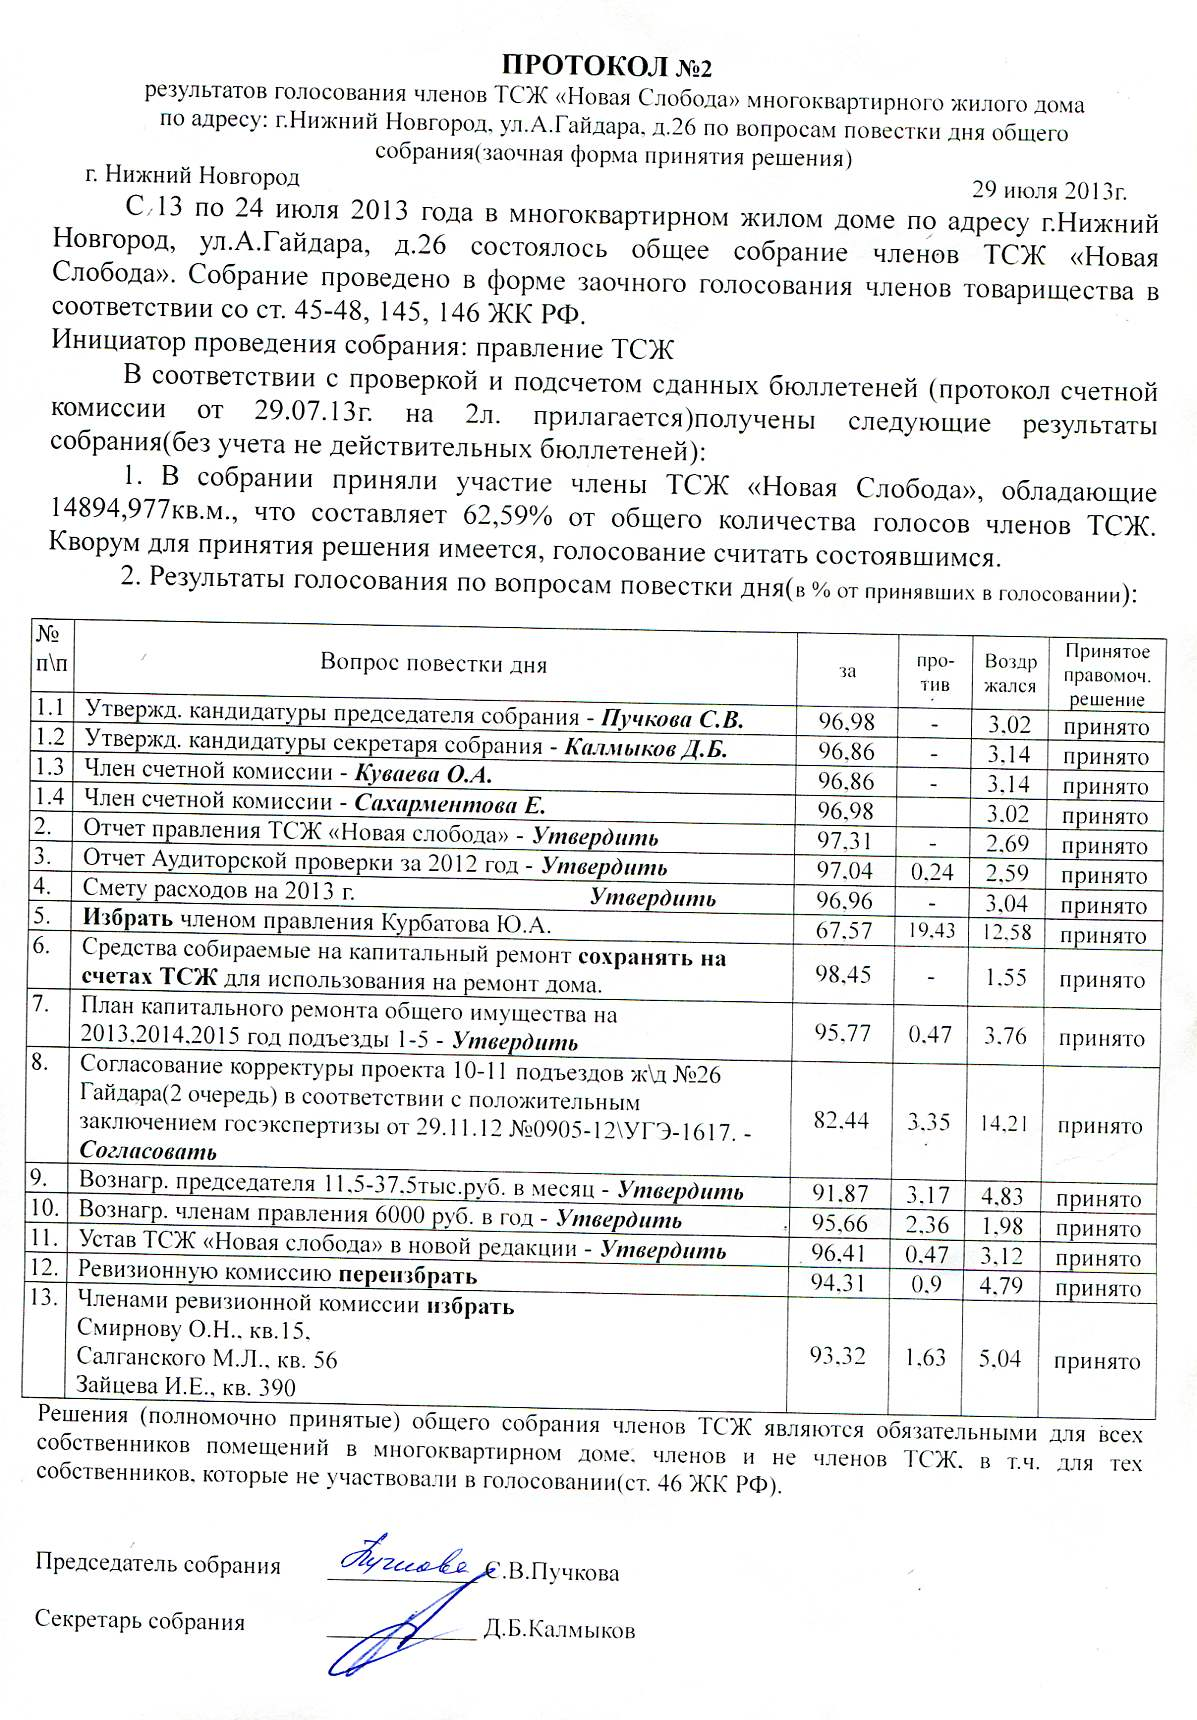 ПРОТОКОЛ №2
результатов голосования членов ТСЖ «Новая Слобода» многоквартирного жилого дома
по адресу: г.Нижний Новгород, ул.А.Гайдара, д.26 по вопросам повестки дня общего
собрания(заочная форма принятия решения)
г. Нижний Новгород 29 июля 2013г.
С 13 по 24 июля 2013 года в многоквартирном жилом доме по адресу г.Нижний
Новгород, ул.А.Гайдара, д.26 состоялось общее собрание членов ТСЖ «Новая
Слобода». Собрание проведено в форме заочного голосования членов товарищества в
соответствии со ст. 45-48, 145, 146 ЖК РФ.
Инициатор проведения собрания: правление ТСЖ
В соответствии с проверкой и подсчетом сданных бюллетеней (протокол счетной
комиссии от 29.07.13г. на 2л. прилагается)получены следующие результаты
собрания(без учета не действительных бюллетеней):
1. В собрании приняли участие члены ТСЖ «Новая Слобода», обладающие
14894,977кв.м., что составляет 62,59% от общего количества голосов членов ТСЖ.
Кворум для принятия решения имеется, голосование считать состоявшимся.
2. Результаты голосования по вопросам повестки дня(в % от принявших в голосовании):
№ п\п Вопрос повестки дня за про-тив Воздр жался Принятое правомоч. решение
1.1 Утвержд. кандидатуры председателя собрания - Пучкова С.В. 96,98 - 3,02 принято
1.2 Утвержд. кандидатуры секретаря собрания - Калмыков Д.Б. 96,86 - 3,14 принято
1.3 Член счетной комиссии - Куваева О.А. 96,86 - 3,14 принято
1.4 Член счетной комиссии - Сахарментова Е. 96,98 3,02 принято
2. Отчет правления ТСЖ «Новая слобода» - Утвердить 97,31 - 2,69 принято
3. Отчет Аудиторской проверки за 2012 год - Утвердить 97,04 0,24 2,59 принято
4. Смету расходов на 2013 г. Утвердить 96,96 - 3,04 принято
5. Избрать членом правления Курбатова Ю.А. 67,57 19,43 12,58 принято
6. Средства собираемые на капитальный ремонт сохранять на
счетах ТСЖ для использования на ремонт дома. 98,45 - 1,55 принято
7. План капитального ремонта общего имущества на
2013,2014,2015 год подъезды 1-5 - Утвердить 95,77 0,47 3,76 принято
8. Согласование корректуры проекта 10-11 подъездов ж\д №26
Гайдара(2 очередь) в соответствии с положительным
заключением госэкспертизы от 29.11.12 №0905-12\УГЭ-1617. -
Согласовать 82,44 3,35 14,21 принято
9. Вознагр. председателя 11,5-37,5тыс.руб. в месяц - Утвердить 91,87 3,17 4,83 принято
10. Вознагр. членам правления 6000 руб. в год - Утвердить 95,66 2,36 1,98 принято
11. Устав ТСЖ «Новая слобода» в новой редакции - Утвердить 96,41 0,47 3,12 принято
12. Ревизионную комиссию переизбрать 94,31 0,9 4,79 принято
13. Членами ревизионной комиссии избрать
Смирнову О.Н., кв.15,
Салганского М.Л., кв. 56
Зайцева И.Е., кв. 390 93,32 1,63 5,04 принято
Решения (полномочно принятые) общего собрания членов ТСЖ являются обязательными для всех
собственников помещений в многоквартирном доме, членов и не членов ТСЖ, в т.ч. для тех
собственников, которые не участвовали в голосовании(ст. 46 ЖК РФ).
Председатель собрания Пучкова С.В.Пучкова
Секретарь собрания Д.Б.Калмыков